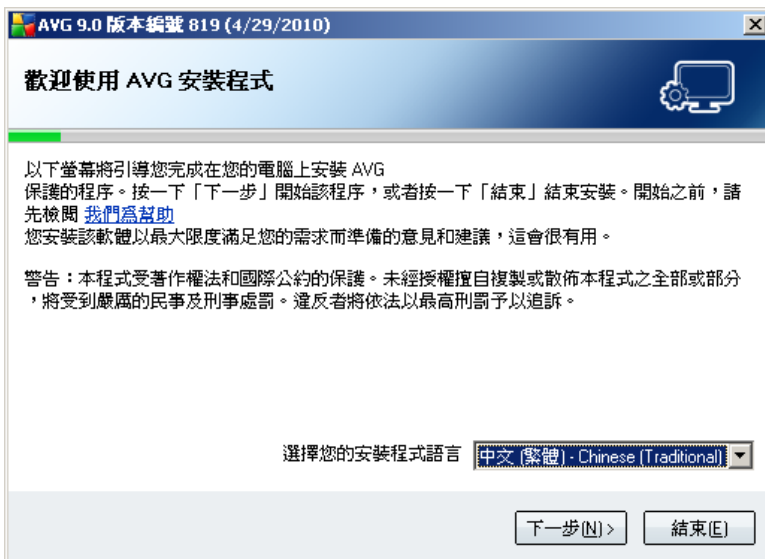 AVG 9.0 版本編號 819 (4/29/2010)
歡迎使用 AVG 安裝程式
以下螢幕將引導您完成在您的電腦上安裝 AVG
保護的程序。按一下「下一步」開始該程序，或者按一下「結束」結束安裝。開始之前，請
先檢閱 我們為幫助
您安裝該軟體以最大限度滿足您的需求而準備的意見和建議，這會很有用。
警告：本程式受著作權法和國際公約的保護。未經授權擅自複製或散佈本程式之全部或部分
，將受到嚴厲的民事及刑事處罰。違反者將依法以最高刑罰予以追訴。
選擇您的安裝程式語言 中文 (繁體) - Chinese (Traditional)
下一步(N) > 結束(E)